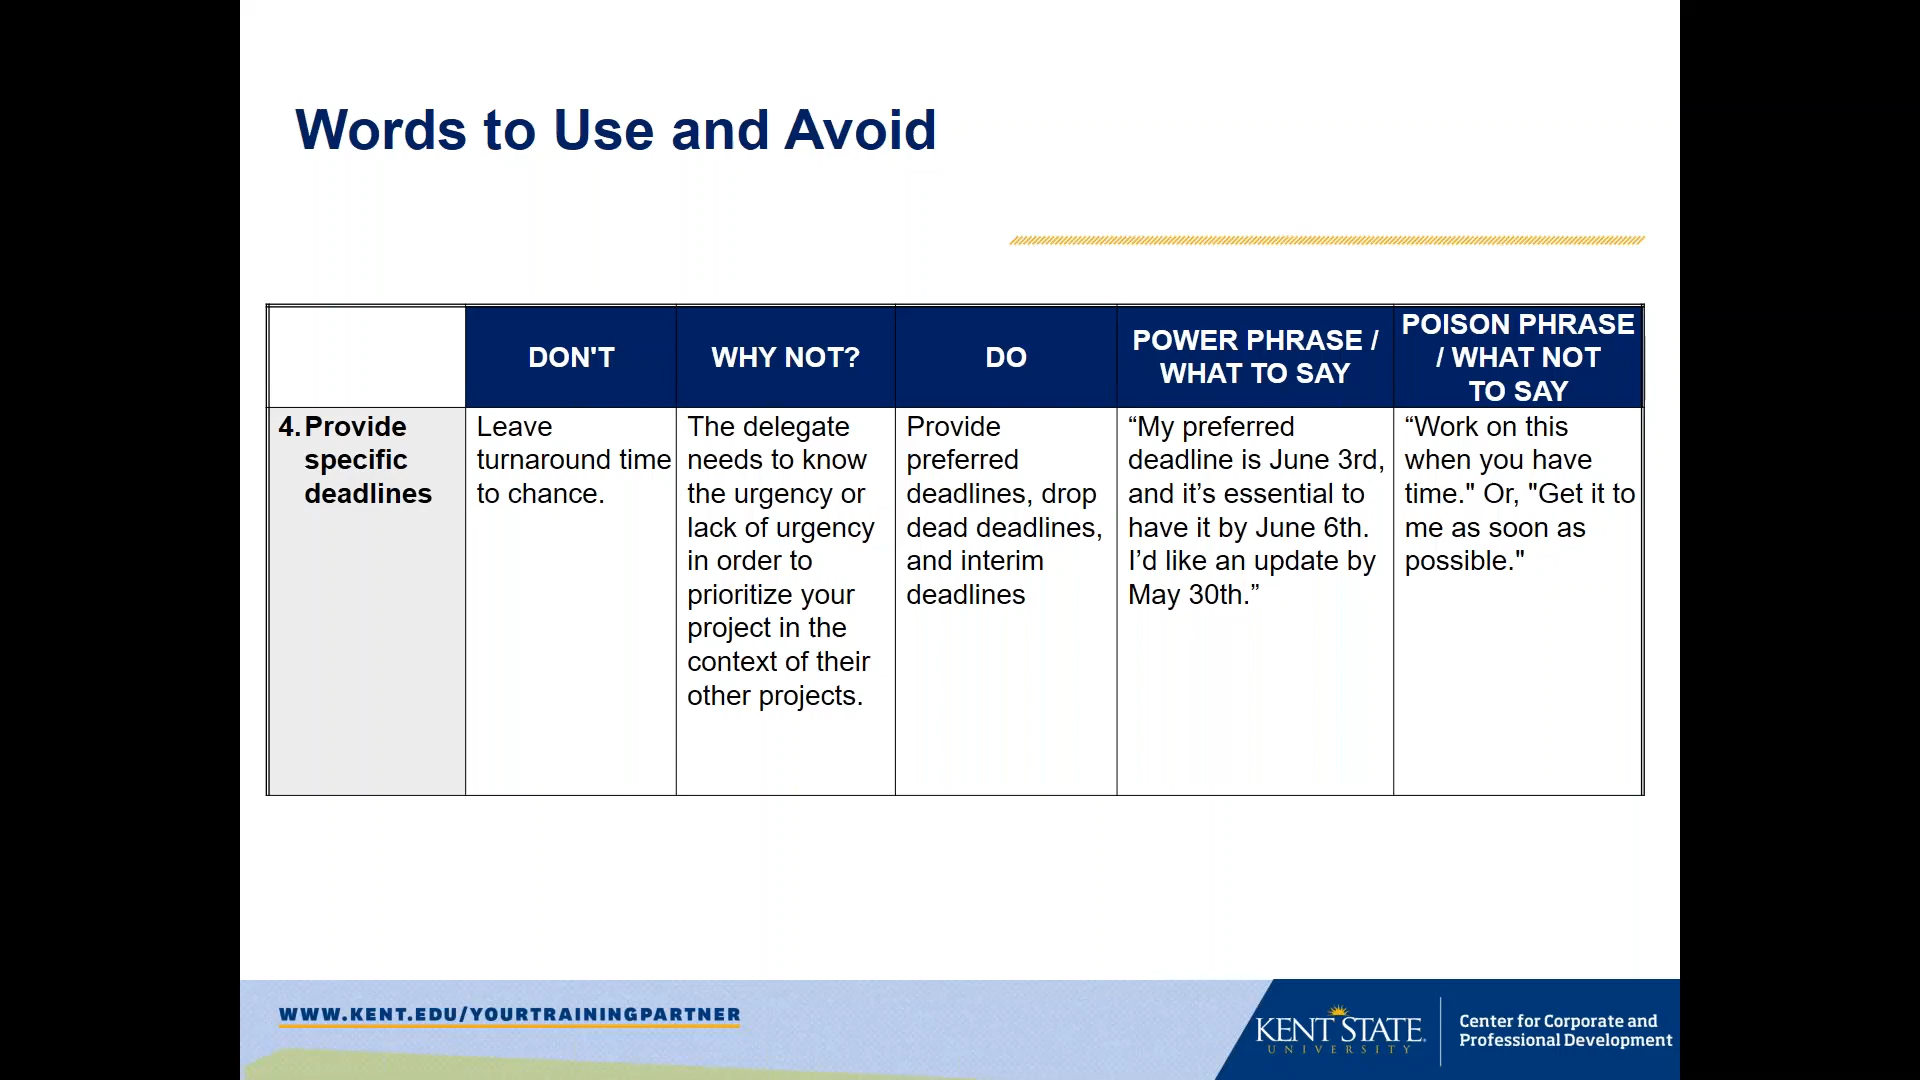 Words to Use and Avoid
DON'T
WHY NOT?
DO
POWER PHRASE /
WHAT TO SAY
POISON PHRASE
/ WHAT NOT
TO SAY
4. Provide
specific
deadlines
Leave
turnaround time
to chance.
The delegate
needs to know
the urgency or
lack of urgency
in order to
prioritize your
project in the
context of their
other projects.
Provide
preferred
deadlines, drop
dead deadlines,
and interim
deadlines
“My preferred
deadline is June 3rd,
and it’s essential to
have it by June 6th.
I’d like an update by
May 30th.”
“Work on this
when you have
time." Or, "Get it to
me as soon as
possible."
WWW.KENT.EDU/YOURTRAININGPARTNER
KENT STATE
UNIVERSITY
Center for Corporate and
Professional Development